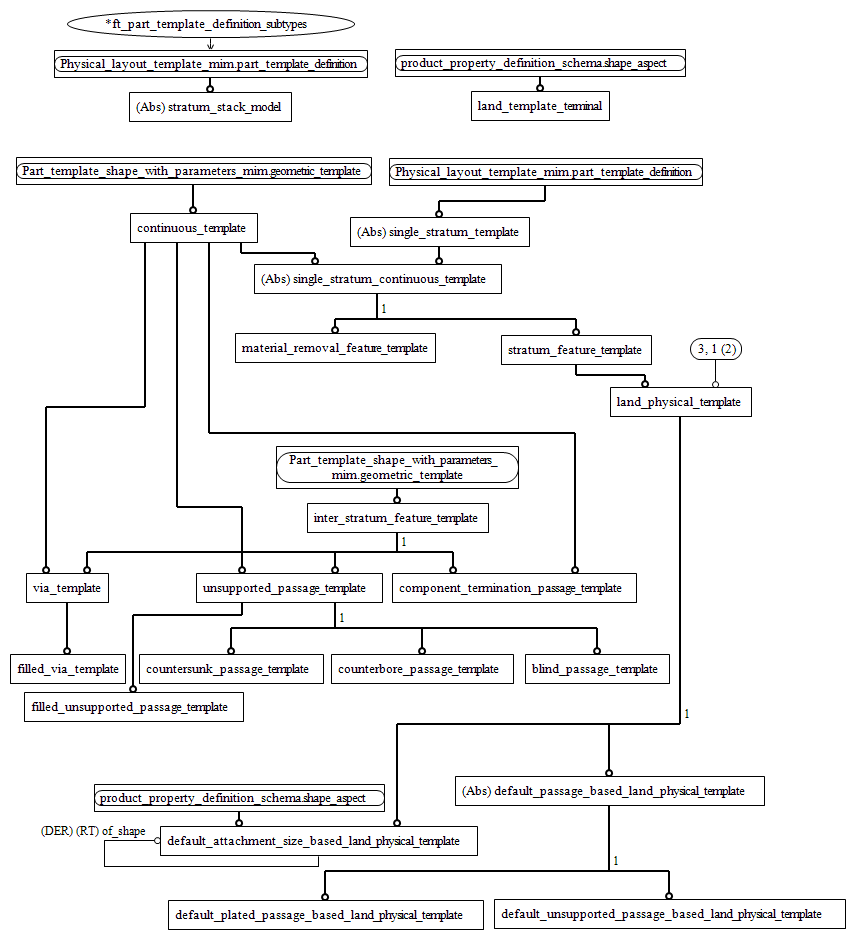 *ft_part_template_definition_subtypes
Physical_layout_template_mim.part_template_definition
product_property_definition_schema.shape_aspect
(Abs) stratum_stack_model
land_template_terminal
Part_template_shape_with_parameters_mim.geometric_template
Physical_layout_template_mim.part_template_definition
continuous_template
(Abs) single_stratum_template
(Abs) single_stratum_continuous_template
1
material_removal_feature_template
stratum_feature_template
3, 1 (2)
land_physical_template
Part_template_shape_with_parameters_
mim.geometric_template
inter_stratum_feature_template
1
via_template
unsupported_passage_template
component_termination_passage_template
1
filled_via_template
countersunk_passage_template
counterbore_passage_template
blind_passage_template
filled_unsupported_passage_template
1
product_property_definition_schema.shape_aspect
(Abs) default_passage_based_land_physical_template
(DER) (RT) of_shape
default_attachment_size_based_land_physical_template
1
default_plated_passage_based_land_physical_template
default_unsupported_passage_based_land_physical_template